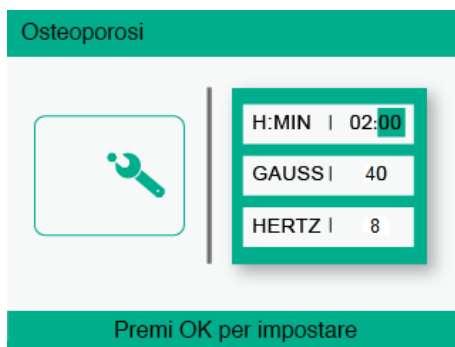 Osteoporosi
H:MIN | 02:00
GAUSS | 40
HERTZ | 8
Premi OK per impostare